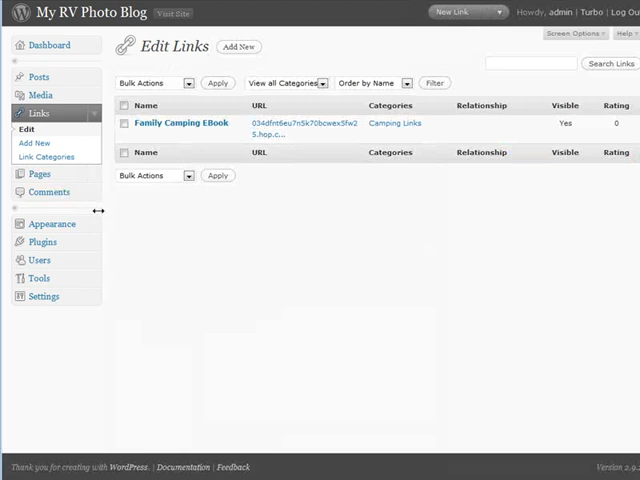 My RV Photo Blog Visit Site New Link Howdy, admin | Turbo | Log Out
Screen Options Help
Dashboard
Edit Links Add New
Search Links
Posts
Media
Links
Edit
Add New
Link Categories
Pages
Comments
Appearance
Plugins
Users
Tools
Settings
Bulk Actions Apply View all Categories Order by Name Filter
Name URL Categories Relationship Visible Rating
Family Camping EBook 034dfnt6eu7n5k70bcwex5fw2 Camping Links Yes 0
5.hop.c...
Name URL Categories Relationship Visible Rating
Bulk Actions Apply
Thank you for creating with WordPress. | Documentation | Feedback Version 2.9.